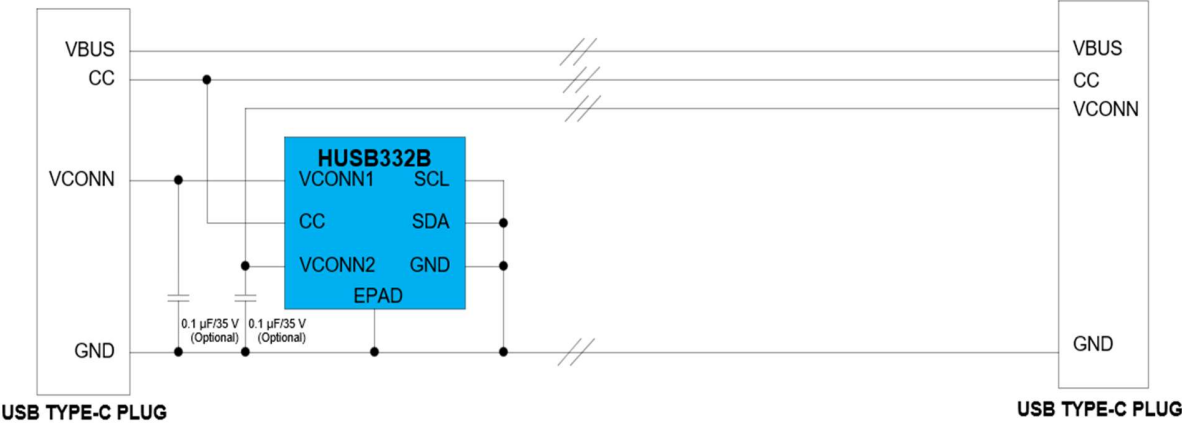 VBUS
CC
VCONN
GND
USB TYPE-C PLUG
HUSB332B
VCONN1 SCL
CC SDA
VCONN2 GND
EPAD
0.1 µF/35 V
(Optional)
0.1 µF/35 V
(Optional)
VBUS
CC
VCONN
GND
USB TYPE-C PLUG